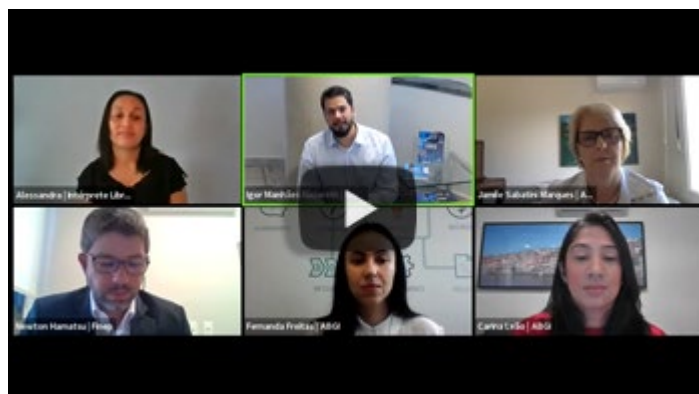 Alessandra | Intérprete Libr...
Igor Manhães
Jamile Sabatini Marques | A...
Newton Hamatsu | Finep
Fernanda Freitas | ABGI
Carina Leão | ABGI